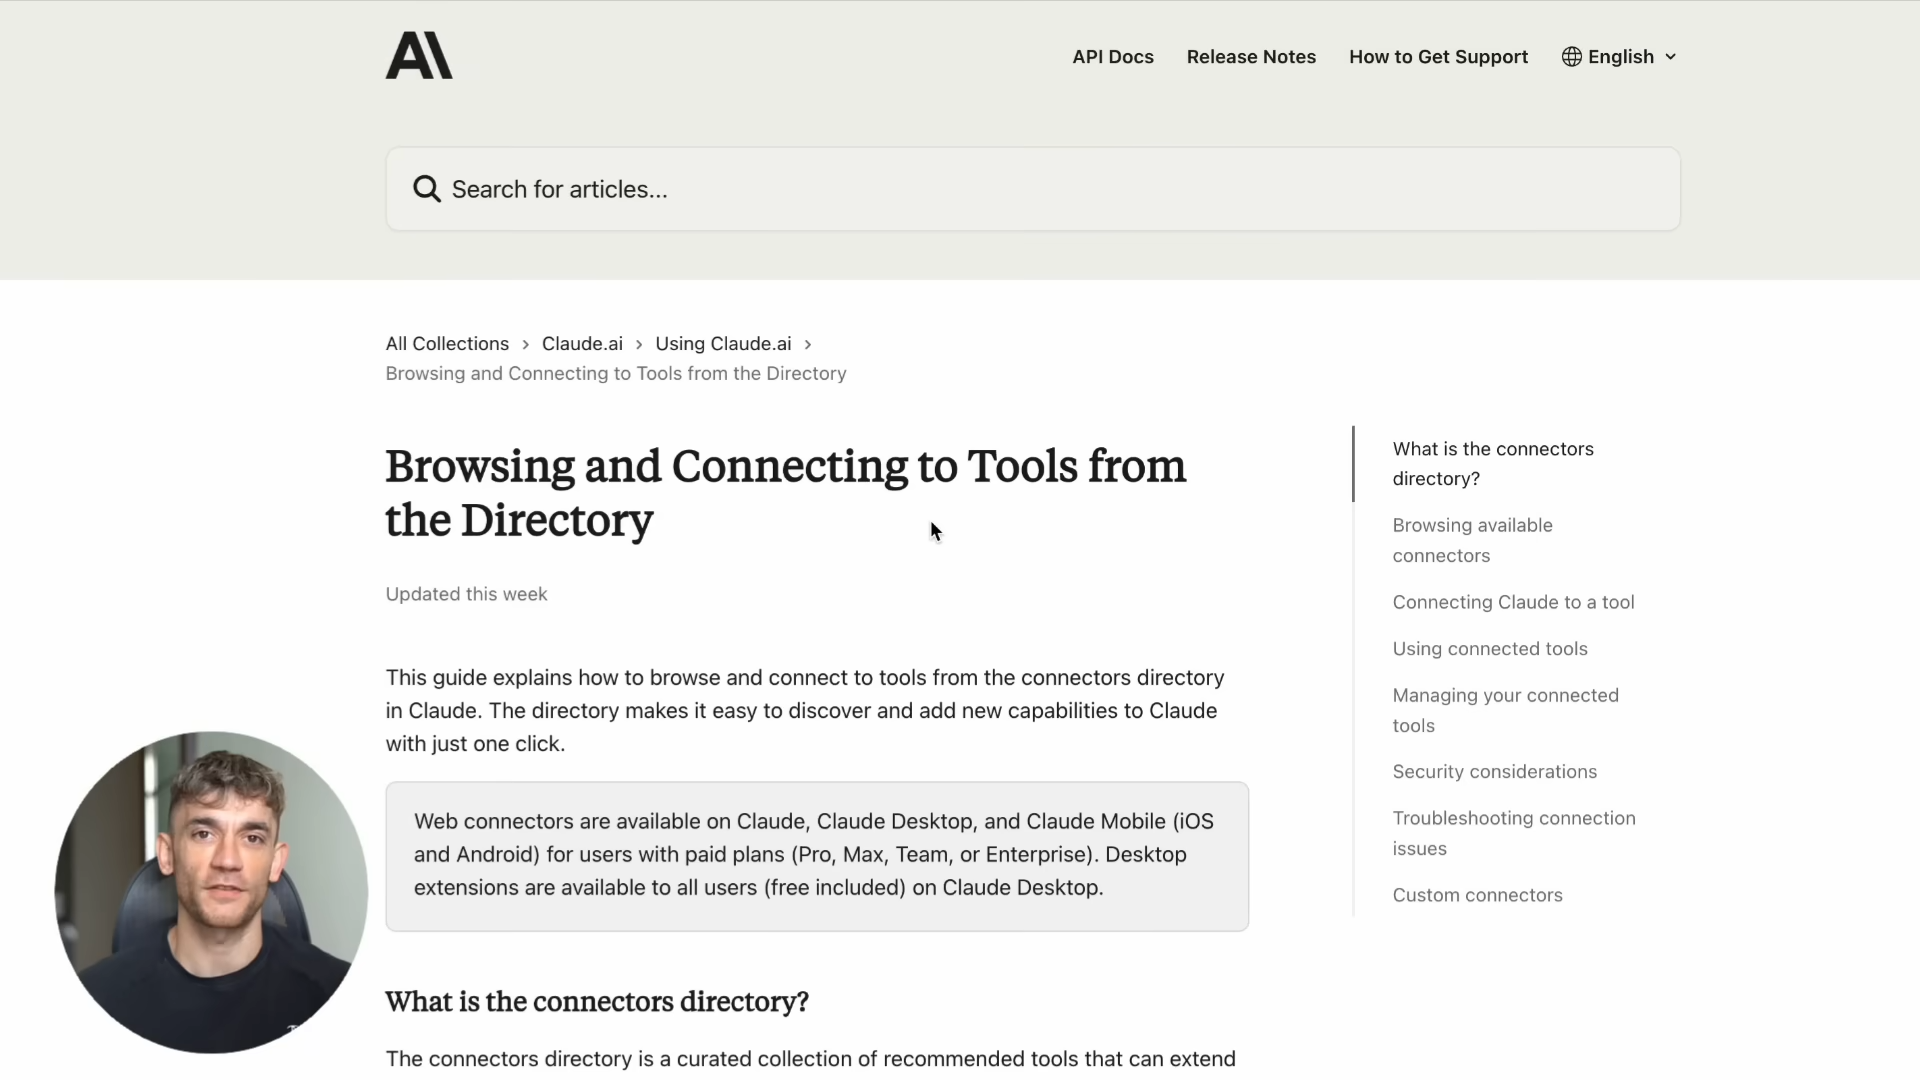 API Docs
Release Notes
How to Get Support
English
Search for articles...
All Collections
Claude.ai
Using Claude.ai
Browsing and Connecting to Tools from the Directory
Browsing and Connecting to Tools from
the Directory
Updated this week
This guide explains how to browse and connect to tools from the connectors directory
in Claude. The directory makes it easy to discover and add new capabilities to Claude
with just one click.
Web connectors are available on Claude, Claude Desktop, and Claude Mobile (iOS
and Android) for users with paid plans (Pro, Max, Team, or Enterprise). Desktop
extensions are available to all users (free included) on Claude Desktop.
What is the connectors directory?
The connectors directory is a curated collection of recommended tools that can extend
What is the connectors
directory?
Browsing available
connectors
Connecting Claude to a tool
Using connected tools
Managing your connected
tools
Security considerations
Troubleshooting connection
issues
Custom connectors